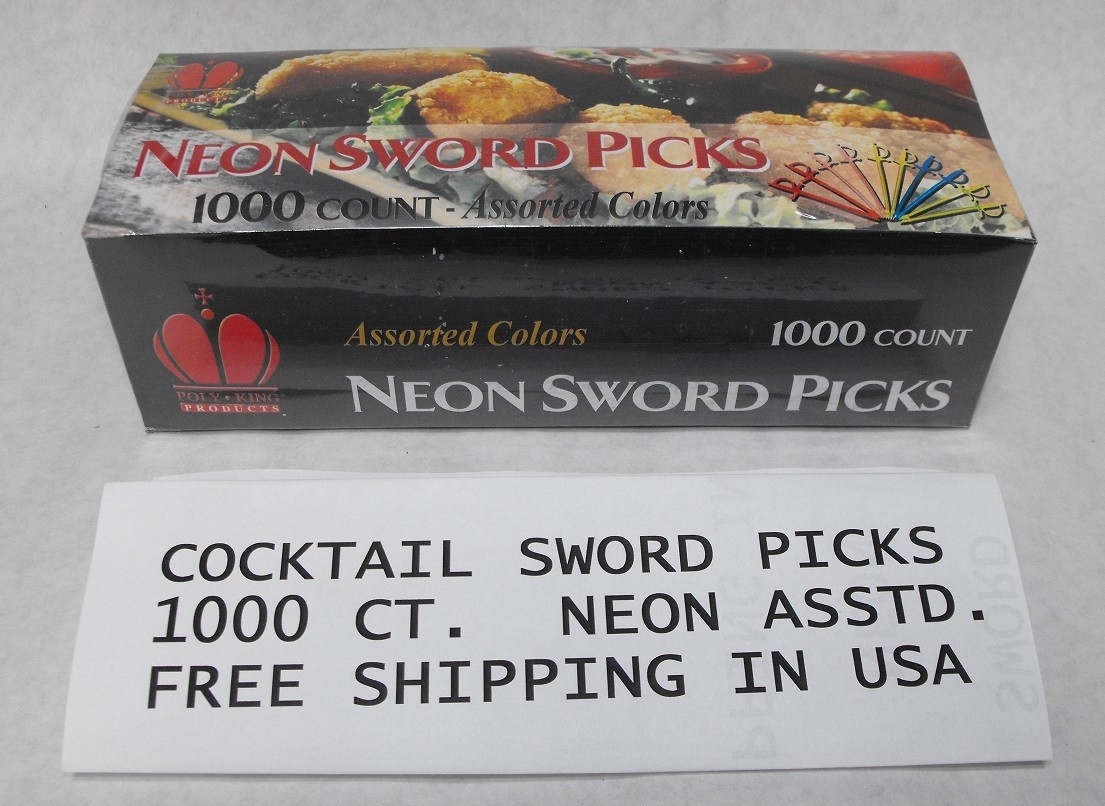 NEON SWORD PICKS
1000 COUNT - Assorted Colors
Assorted Colors
1000 COUNT
NEON SWORD PICKS
POLY • KING
PRODUCTS
COCKTAIL SWORD PICKS
1000 CT. NEON ASSTD.
FREE SHIPPING IN USA